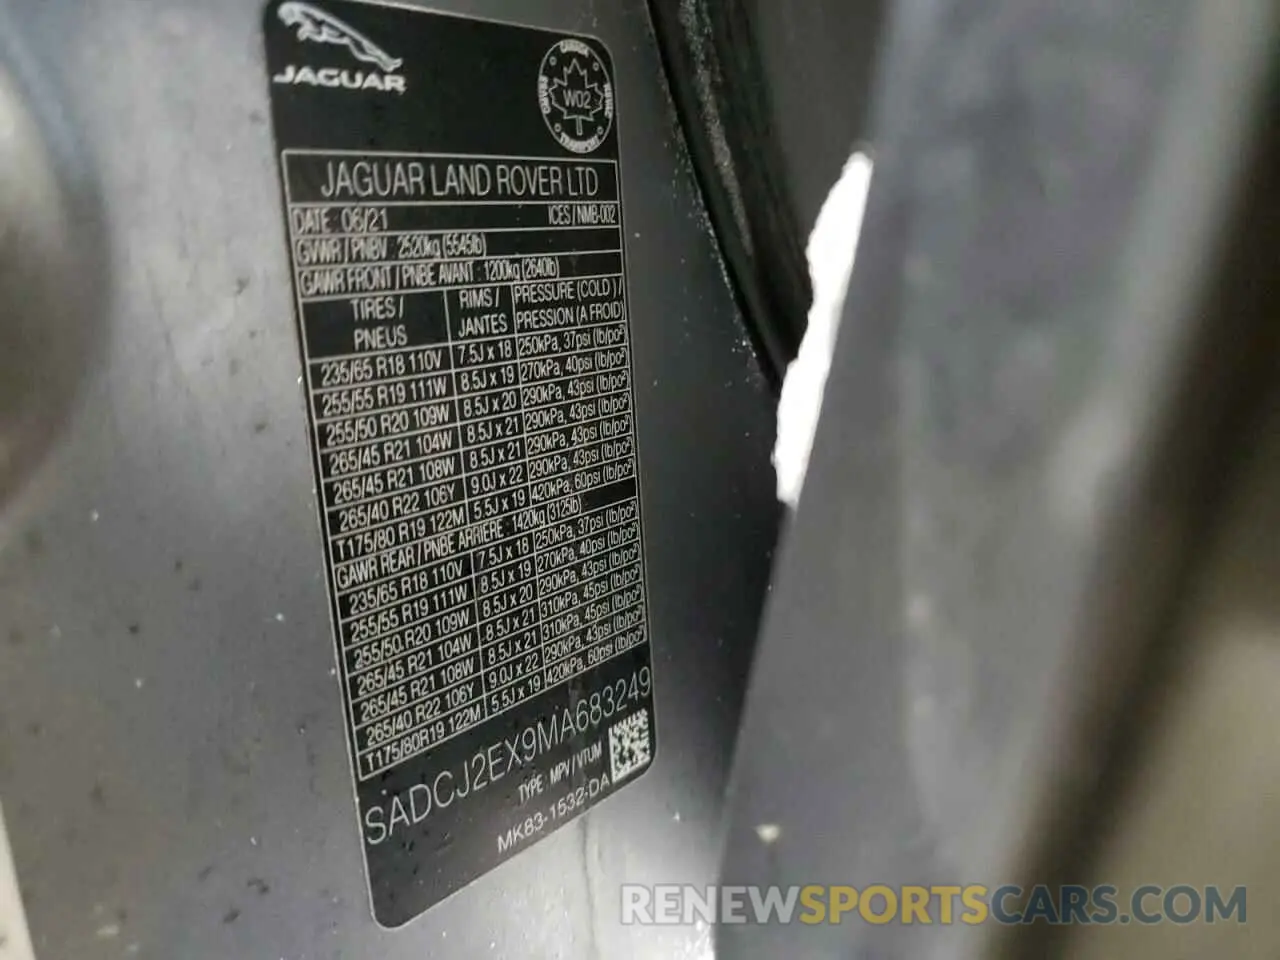 JAGUAR
CANADA
W02
TRANSPORT
JAGUAR LAND ROVER LTD
DATE 06/21 ICES / NMB-002
GVWR / PNBV 2520kg (5545lb)
GAWR FRONT / PNBE AVANT : 1200kg (2640lb)
TIRES / PNEUS RIMS / JANTES PRESSURE (COLD) / PRESSION (A FROID)
235/65 R18 110V 7.5J x 18 250kPa, 37psi (lb/po²)
255/55 R19 111W 8.5J x 19 270kPa, 40psi (lb/po²)
255/50 R20 109W 8.5J x 20 290kPa, 43psi (lb/po²)
265/45 R21 104W 8.5J x 21 290kPa, 43psi (lb/po²)
265/45 R21 108W 8.5J x 21 290kPa, 43psi (lb/po²)
265/40 R22 106Y 9.0J x 22 290kPa, 43psi (lb/po²)
T175/80 R19 122M 5.5J x 19 420kPa, 60psi (lb/po²)
GAWR REAR / PNBE ARRIERE : 1420kg (3125lb)
235/65 R18 110V 7.5J x 18 250kPa, 37psi (lb/po²)
255/55 R19 111W 8.5J x 19 270kPa, 40psi (lb/po²)
255/50 R20 109W 8.5J x 20 290kPa, 43psi (lb/po²)
265/45 R21 104W 8.5J x 21 310kPa, 45psi (lb/po²)
265/45 R21 108W 8.5J x 21 310kPa, 45psi (lb/po²)
265/40 R22 106Y 9.0J x 22 290kPa, 43psi (lb/po²)
T175/80R19 122M 5.5J x 19 420kPa, 60psi (lb/po²)
SADCJ2EX9MA683249
TYPE : MPV / VTUM
MK83-1532-DA
RENEWSPORTSCARS.COM